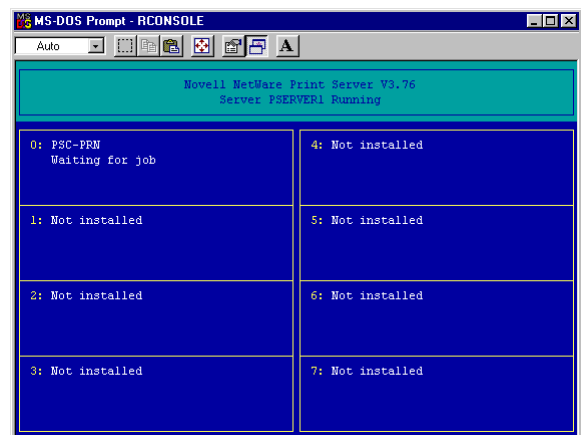 MS-DOS Prompt - RCONSOLE
Auto
A
Novell NetWare Print Server V3.76
Server PSERVER1 Running
0: PSC-PRN
Waiting for job
1: Not installed
2: Not installed
3: Not installed
4: Not installed
5: Not installed
6: Not installed
7: Not installed